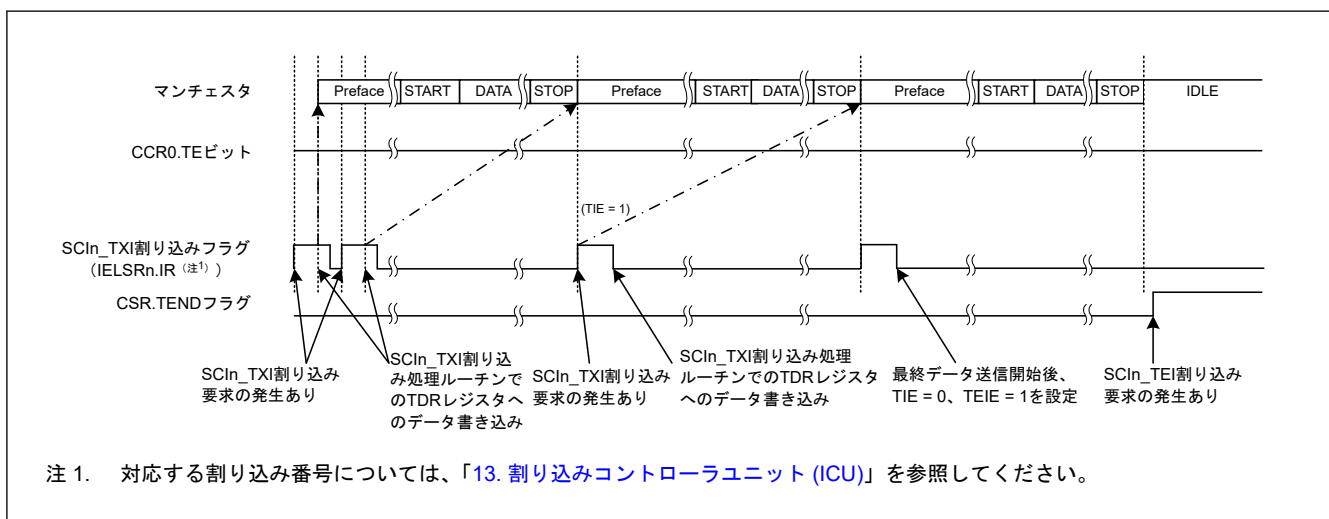 マンチェスタ
Preface START DATA STOP Preface START DATA STOP Preface START DATA STOP IDLE
CCR0.TEビット
(TIE = 1)
SCIn_TXI割り込みフラグ
（IELSRn.IR（注1））
CSR.TENDフラグ
SCIn_TXI割り込み
要求の発生あり
SCIn_TXI割り込
み処理ルーチンで
のTDRレジスタへ
のデータ書き込み
SCIn_TXI割り込み
要求の発生あり
SCIn_TXI割り込み処理
ルーチンでのTDRレジスタ
へのデータ書き込み
最終データ送信開始後、
TIE = 0、TEIE = 1を設定
SCIn_TEI割り込み
要求の発生あり
注 1. 対応する割り込み番号については、「13. 割り込みコントローラユニット (ICU)」を参照してください。